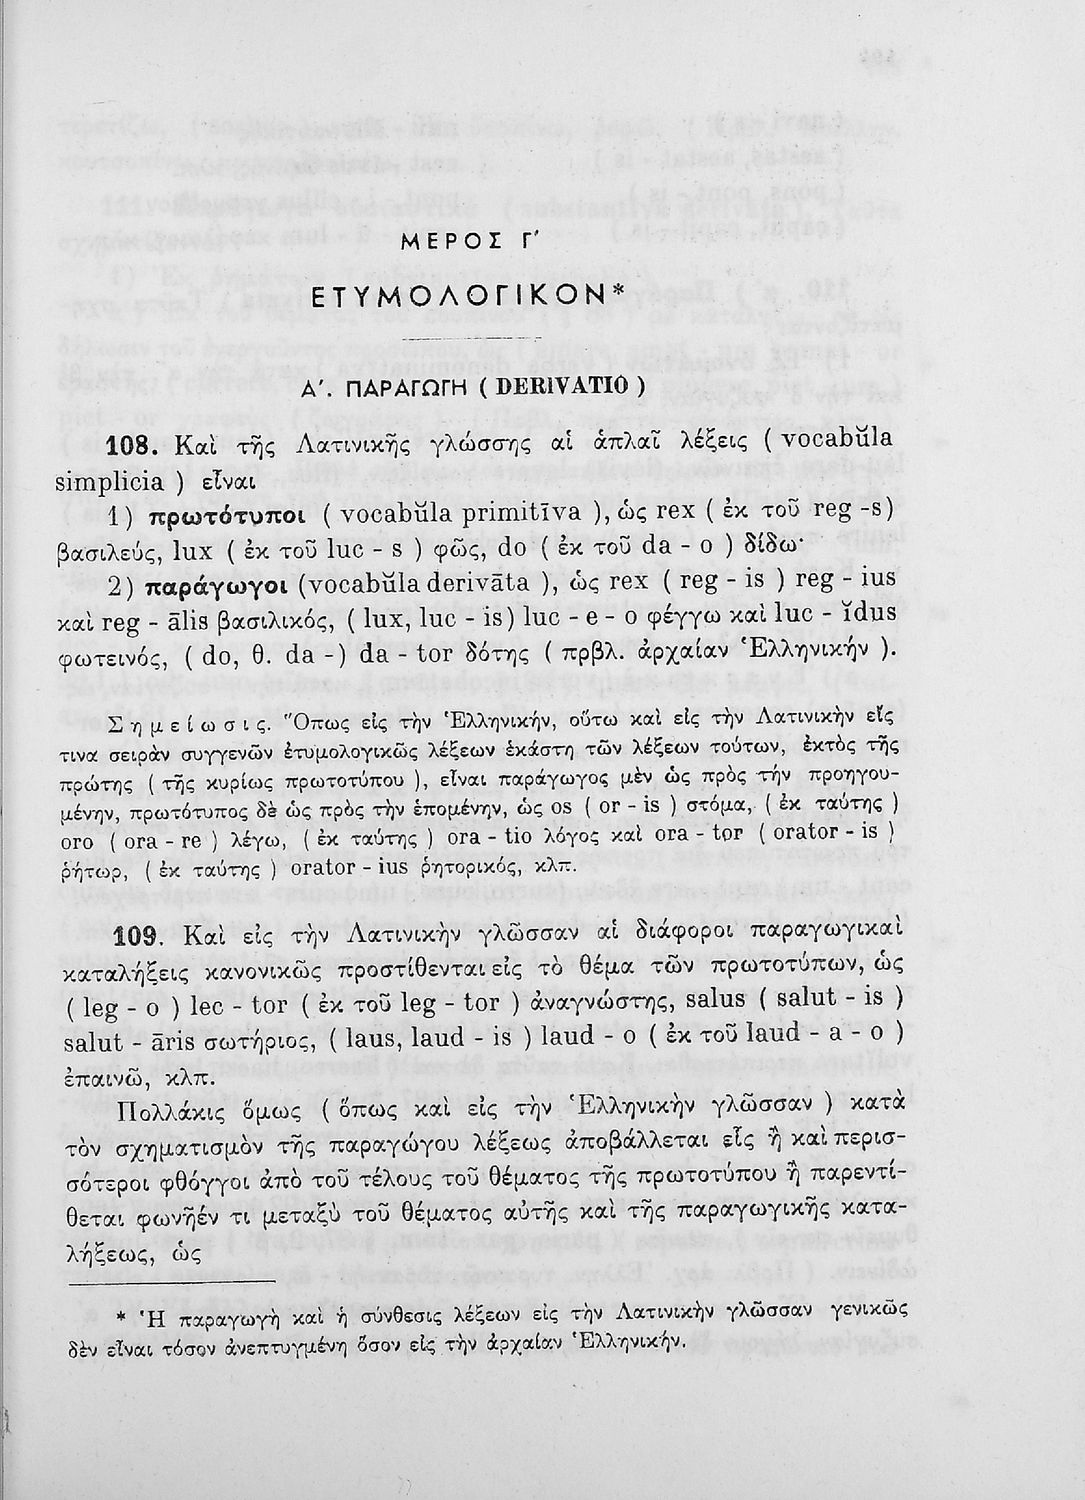 ΜΕΡΟΣ Γ'
ΕΤΥΜΟΛΟΓΙΚΟΝ*
Α'. ΠΑΡΑΓΩΓΗ ( DERIVATIO )
108. Καὶ τῆς Λατινικῆς γλώσσης αἱ ἁπλαῖ λέξεις ( vocabŭla
simplicia ) εἶναι
1) πρωτότυποι ( vocabŭla primitīva ), ὡς rex ( ἐκ τοῦ reg -s)
βασιλεύς, lux ( ἐκ τοῦ luc - s ) φῶς, do ( ἐκ τοῦ da - o ) δίδω·
2) παράγωγοι (vocabŭla derivāta ), ὡς rex ( reg - is ) reg - ius
καὶ reg - ālis βασιλικός, ( lux, luc - is) luc - e - o φέγγω καὶ luc - ĭdus
φωτεινός, ( do, θ. da -) da - tor δότης ( πρβλ. ἀρχαίαν Ἑλληνικήν ).
Σημείωσις. Ὅπως εἰς τὴν Ἑλληνικήν, οὕτω καὶ εἰς τὴν Λατινικὴν εἴς
τινα σειρὰν συγγενῶν ἐτυμολογικῶς λέξεων ἑκάστη τῶν λέξεων τούτων, ἐκτὸς τῆς
πρώτης ( τῆς κυρίως πρωτοτύπου ), εἶναι παράγωγος μὲν ὡς πρὸς τήν προηγου-
μένην, πρωτότυπος δὲ ὡς πρὸς τὴν ἑπομένην, ὡς os ( or - is ) στόμα, ( ἐκ ταύτης )
oro ( ora - re ) λέγω, ( ἐκ ταύτης ) ora - tio λόγος καὶ ora - tor ( orator - is )
ῥήτωρ, ( ἐκ ταύτης ) orator - ius ῥητορικός, κλπ.
109. Καὶ εἰς τὴν Λατινικὴν γλῶσσαν αἱ διάφοροι παραγωγικαὶ
καταλήξεις κανονικῶς προστίθενται εἰς τὸ θέμα τῶν πρωτοτύπων, ὡς
( leg - o ) lec - tor ( ἐκ τοῦ leg - tor ) ἀναγνώστης, salus ( salut - is )
salut - āris σωτήριος, ( laus, laud - is ) laud - o ( ἐκ τοῦ laud - a - o )
ἐπαινῶ, κλπ.
Πολλάκις ὅμως ( ὅπως καὶ εἰς τὴν Ἑλληνικὴν γλῶσσαν ) κατὰ
τὸν σχηματισμὸν τῆς παραγώγου λέξεως ἀποβάλλεται εἷς ἢ καὶ περισ-
σότεροι φθόγγοι ἀπὸ τοῦ τέλους τοῦ θέματος τῆς πρωτοτύπου ἢ παρεντί-
θεται φωνῆέν τι μεταξὺ τοῦ θέματος αὐτῆς καὶ τῆς παραγωγικῆς κατα-
λήξεως, ὡς
* Ἡ παραγωγὴ καὶ ἡ σύνθεσις λέξεων εἰς τὴν Λατινικὴν γλῶσσαν γενικῶς
δὲν εἶναι τόσον ἀνεπτυγμένη ὅσον εἰς τὴν ἀρχαίαν Ἑλληνικήν.